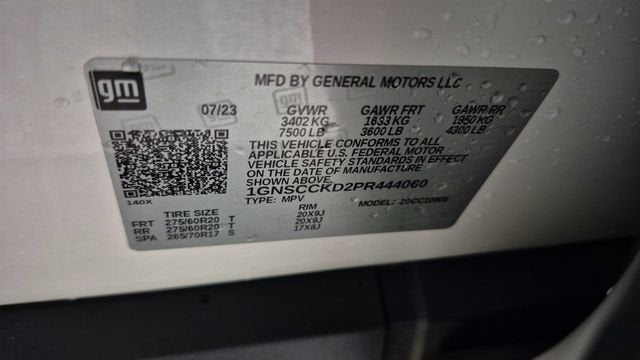 gm
MFD BY GENERAL MOTORS LLC
07/23 GVWR GAWR FRT GAWR RR
3402 KG 1633 KG 1950 KG
7500 LB 3600 LB 4300 LB
THIS VEHICLE CONFORMS TO ALL
APPLICABLE U.S. FEDERAL MOTOR
VEHICLE SAFETY STANDARDS IN EFFECT
ON THE DATE OF MANUFACTURE
SHOWN ABOVE.
1GNSCCKD2PR444060
140X TYPE: MPV MODEL: 20CC10906
TIRE SIZE RIM
FRT 275/60R20 T 20X9J
RR 275/60R20 T 20X9J
SPA 265/70R17 S 17X8J